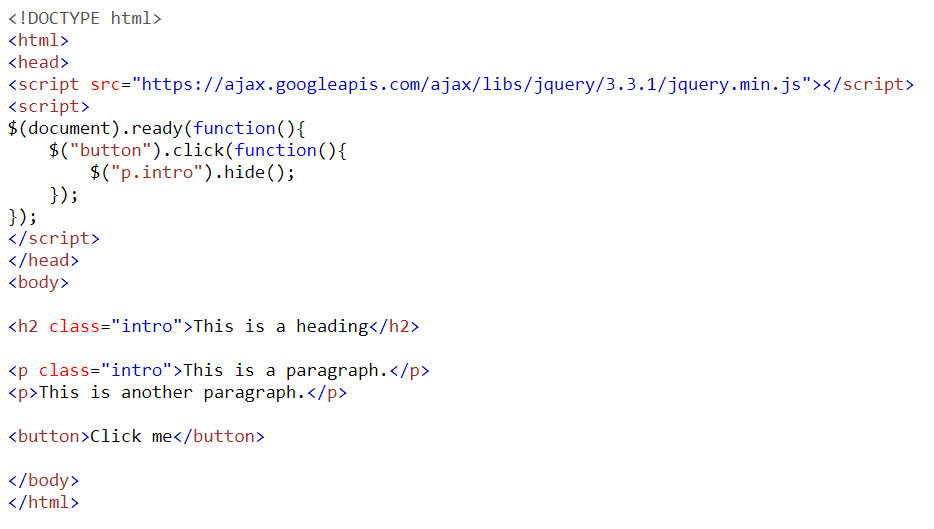 <!DOCTYPE html>
<html>
<head>
<script src="https://ajax.googleapis.com/ajax/libs/jquery/3.3.1/jquery.min.js"></script>
<script>
$(document).ready(function(){
    $("button").click(function(){
        $("p.intro").hide();
    });
});
</script>
</head>
<body>

<h2 class="intro">This is a heading</h2>

<p class="intro">This is a paragraph.</p>
<p>This is another paragraph.</p>

<button>Click me</button>

</body>
</html>